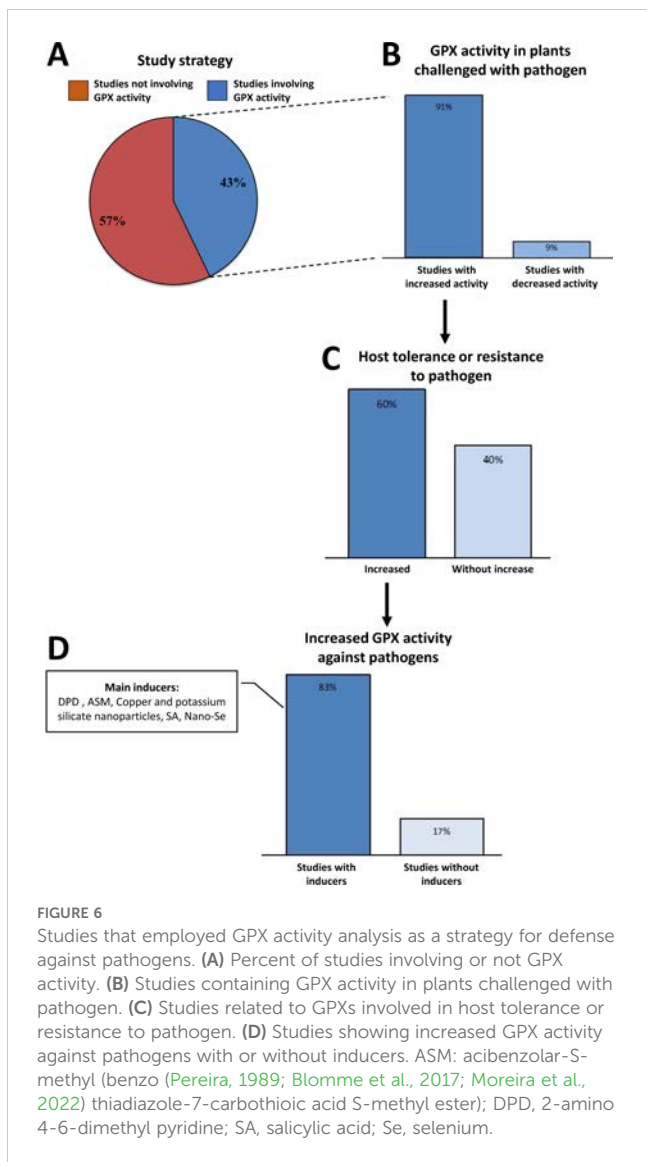 A
Study strategy
Studies not involving
GPX activity
Studies involving
GPX activity
43%
57%
B
GPX activity in plants
challenged with pathogen
91%
9%
Studies with
increased activity
Studies with
decreased activity
C
Host tolerance or resistance
to pathogen
60%
40%
Increased
Without increase
D
Increased GPX activity
against pathogens
Main inducers:
DPD , ASM, Copper and potassium
silicate nanoparticles, SA, Nano-Se
83%
17%
Studies with
inducers
Studies without
inducers
FIGURE 6
Studies that employed GPX activity analysis as a strategy for defense
against pathogens. (A) Percent of studies involving or not GPX
activity. (B) Studies containing GPX activity in plants challenged with
pathogen. (C) Studies related to GPXs involved in host tolerance or
resistance to pathogen. (D) Studies showing increased GPX activity
against pathogens with or without inducers. ASM: acibenzolar-S-
methyl (benzo (Pereira, 1989; Blomme et al., 2017; Moreira et al.,
2022) thiadiazole-7-carbothioic acid S-methyl ester); DPD, 2-amino
4-6-dimethyl pyridine; SA, salicylic acid; Se, selenium.